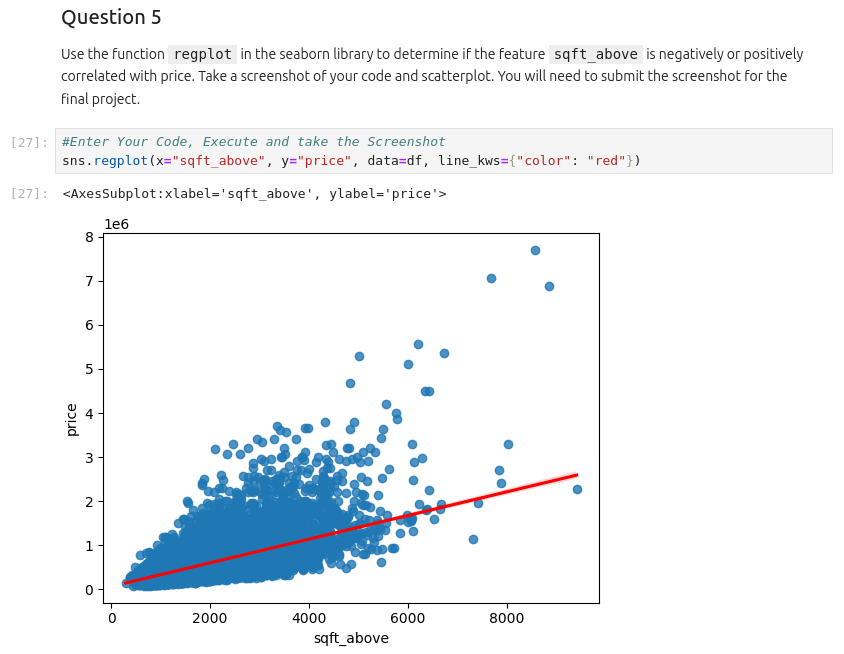 Question 5
Use the function regplot in the seaborn library to determine if the feature sqft_above is negatively or positively
correlated with price. Take a screenshot of your code and scatterplot. You will need to submit the screenshot for the
final project.
[27]: #Enter Your Code, Execute and take the Screenshot
sns.regplot(x="sqft_above", y="price", data=df, line_kws={"color": "red"})
[27]: <AxesSubplot:xlabel='sqft_above', ylabel='price'>
1e6
8
7
6
5
4
3
2
1
0
price
0 2000 4000 6000 8000
sqft_above